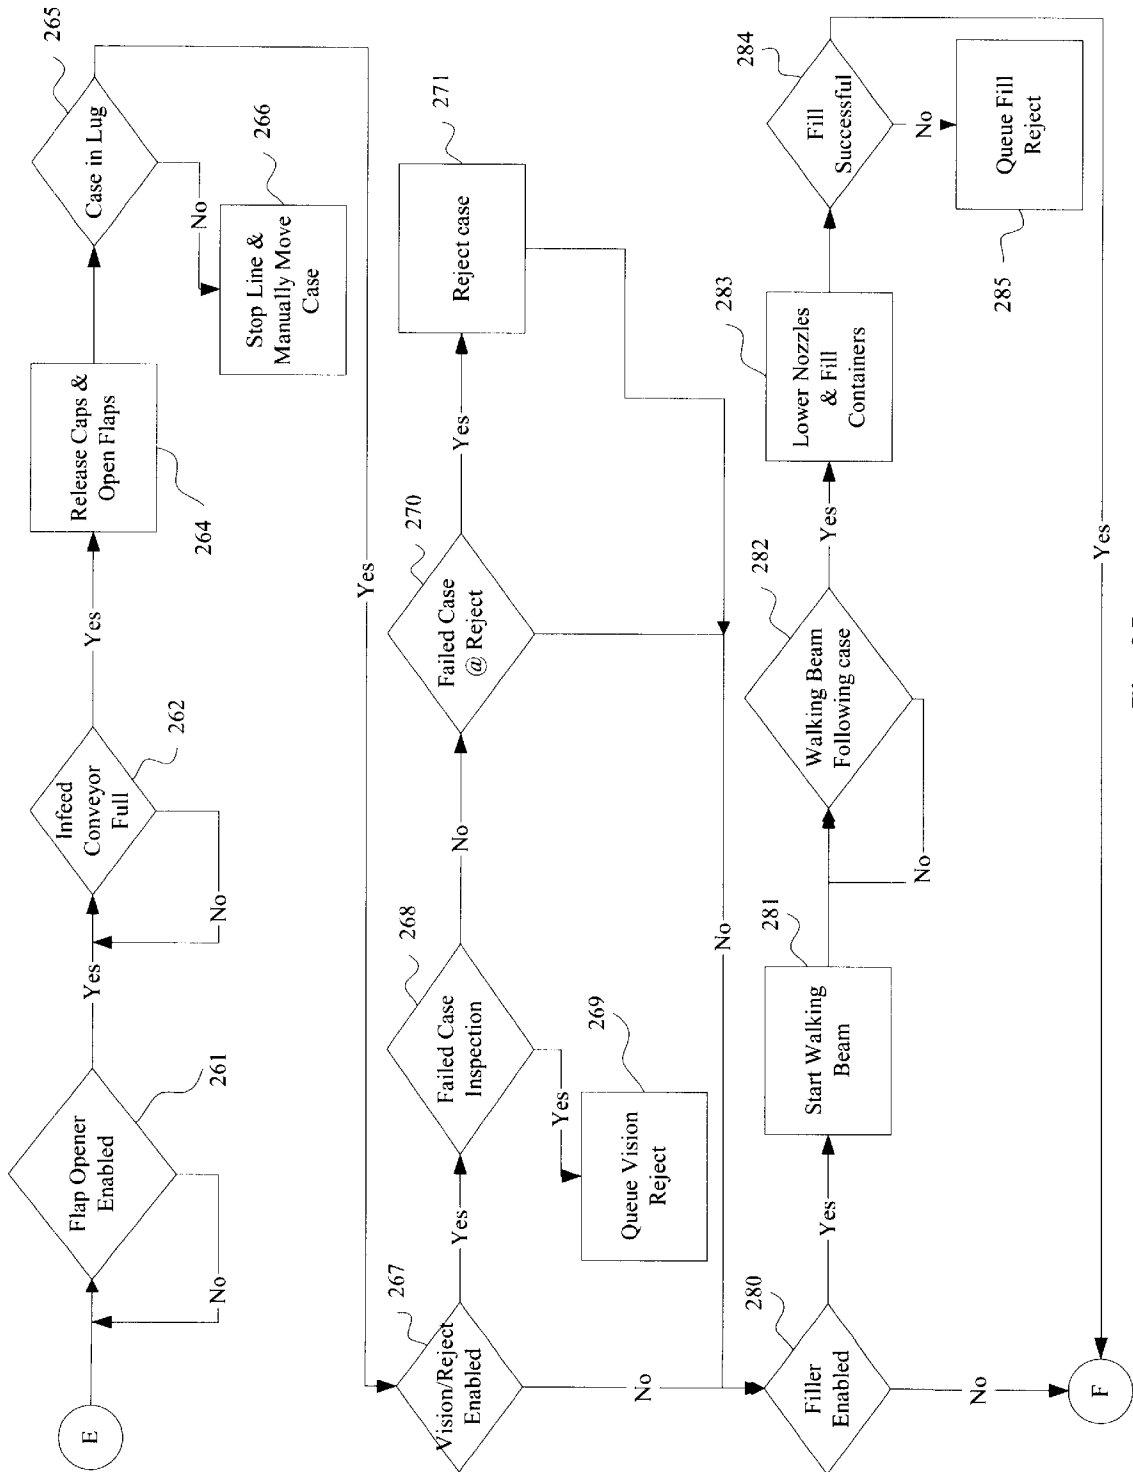 E
Flap Opener
Enabled
261
No
Yes
Infeed
Conveyor
Full
262
No
Yes
Release Caps &
Open Flaps
264
Case in Lug
265
No
Stop Line &
Manually Move
Case
266
Yes
Vision/Reject
Enabled
267
Yes
No
Failed Case
Inspection
268
Yes
Queue Vision
Reject
269
No
Failed Case
@ Reject
270
Yes
No
Reject case
271
Filler
Enabled
280
Yes
No
Start Walking
Beam
281
Walking Beam
Following case
282
No
Yes
Lower Nozzles
& Fill
Containers
283
Fill
Successful
284
No
Queue Fill
Reject
285
Yes
F